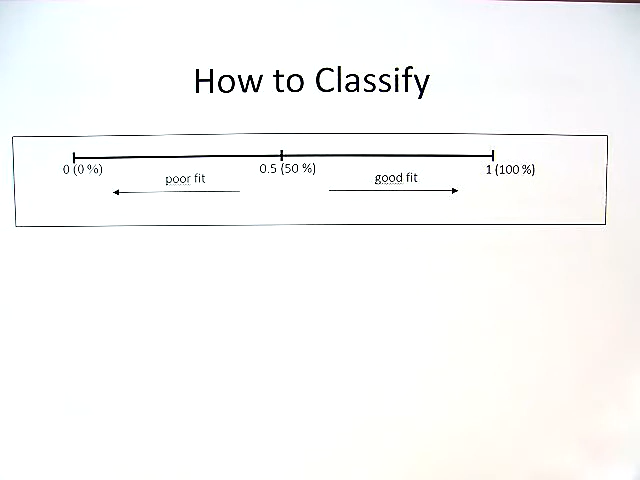 How to Classify
0 (0 %)
0.5 (50 %)
1 (100 %)
poor fit
good fit